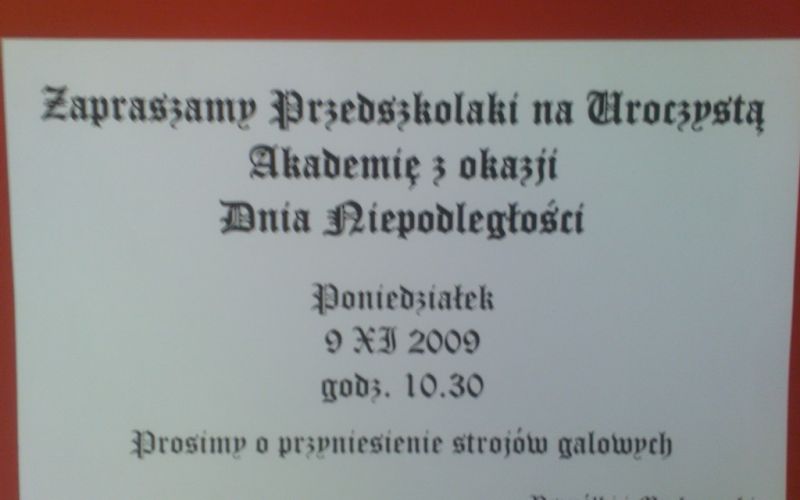 Zapraszamy Przedszkolaki na Uroczystą
Akademię z okazji
Dnia Niepodległości
Poniedziałek
9 XI 2009
godz. 10.30
Prosimy o przyniesienie strojów galowych